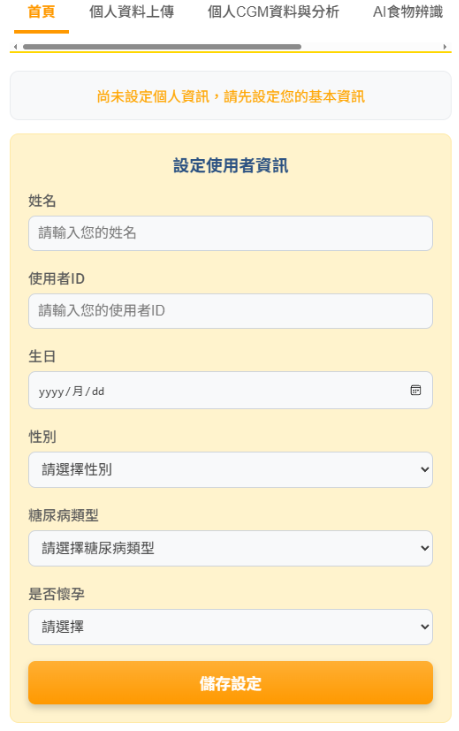 首頁 個人資料上傳 個人CGM資料與分析 AI食物辨識
尚未設定個人資訊，請先設定您的基本資訊
設定使用者資訊
姓名
請輸入您的姓名
使用者ID
請輸入您的使用者ID
生日
yyyy/月/dd
性別
請選擇性別
糖尿病類型
請選擇糖尿病類型
是否懷孕
請選擇
儲存設定